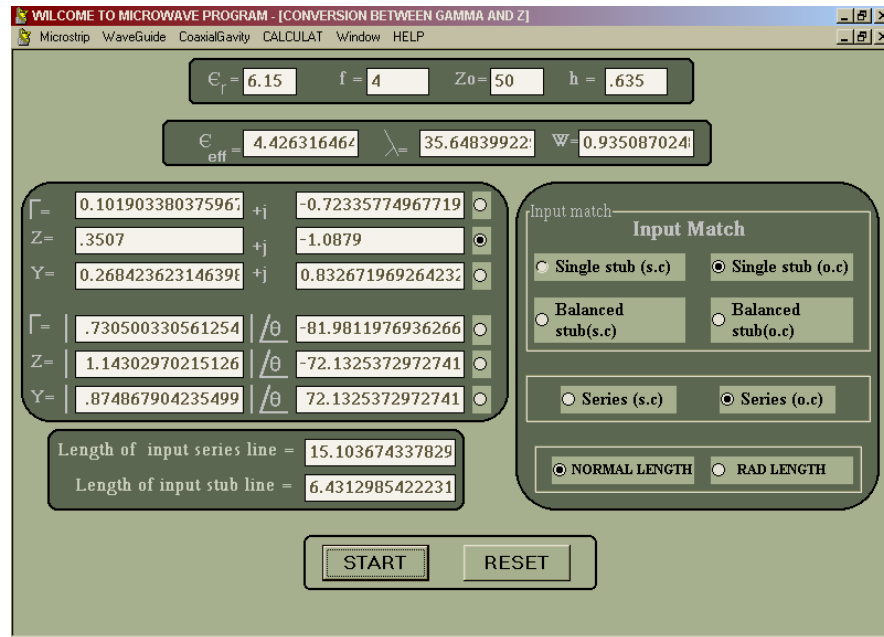 WILCOME TO MICROWAVE PROGRAM - [CONVERSION BETWEEN GAMMA AND Z]
Microstrip WaveGuide CoaxialGavity CALCULAT Window HELP
Єr = 6.15 f = 4 Zo = 50 h = .635
Єeff = 4.426316464 λ = 35.64839922 W= 0.935087024
Γ= 0.101903380375967 +j -0.72335774967719
Z= .3507 +j -1.0879
Y= 0.268423623146398 +j 0.832671969264232
Γ= | .730500330561254 |/θ -81.9811976936266
Z= | 1.14302970215126 |/θ -72.1325372972741
Y= | .874867904235499 |/θ 72.1325372972741
Length of input series line = 15.103674337829
Length of input stub line = 6.4312985422231
Input match
Input Match
Single stub (s.c) Single stub (o.c)
Balanced stub(s.c) Balanced stub(o.c)
Series (s.c) Series (o.c)
NORMAL LENGTH RAD LENGTH
START RESET